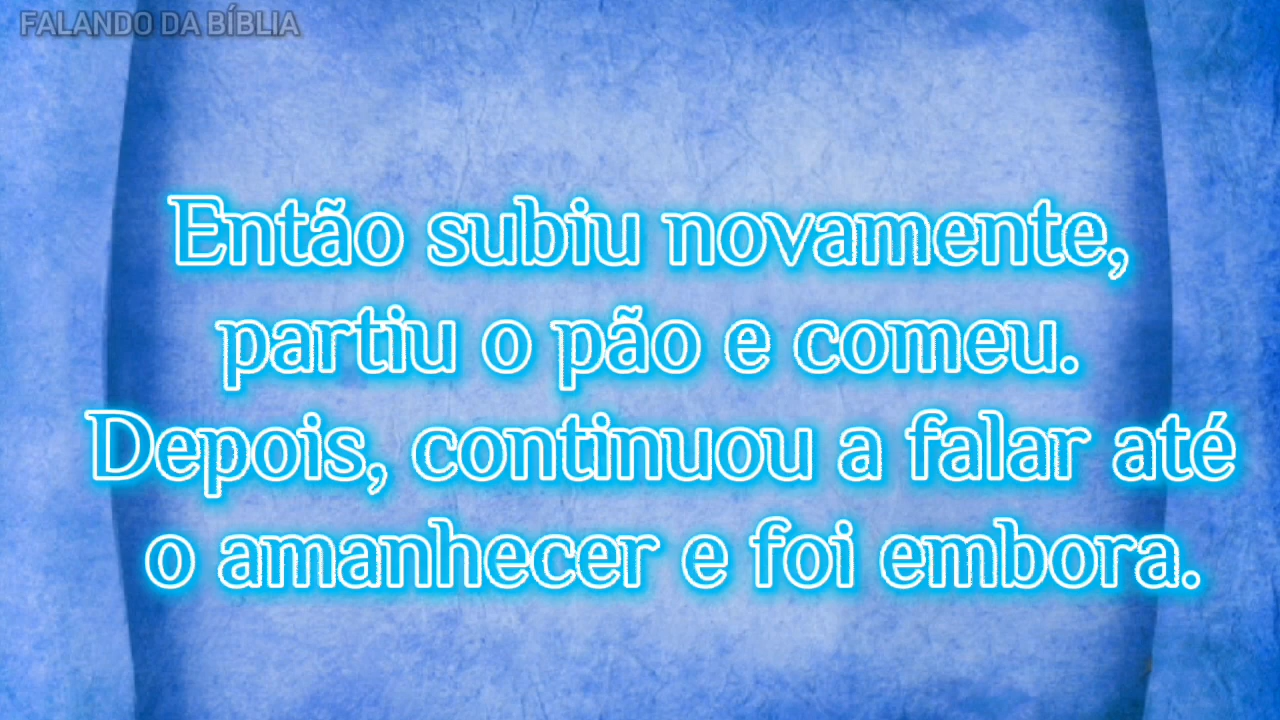 FALANDO DA BÍBLIA
Então subiu novamente,
partiu o pão e comeu.
Depois, continuou a falar até
o amanhecer e foi embora.